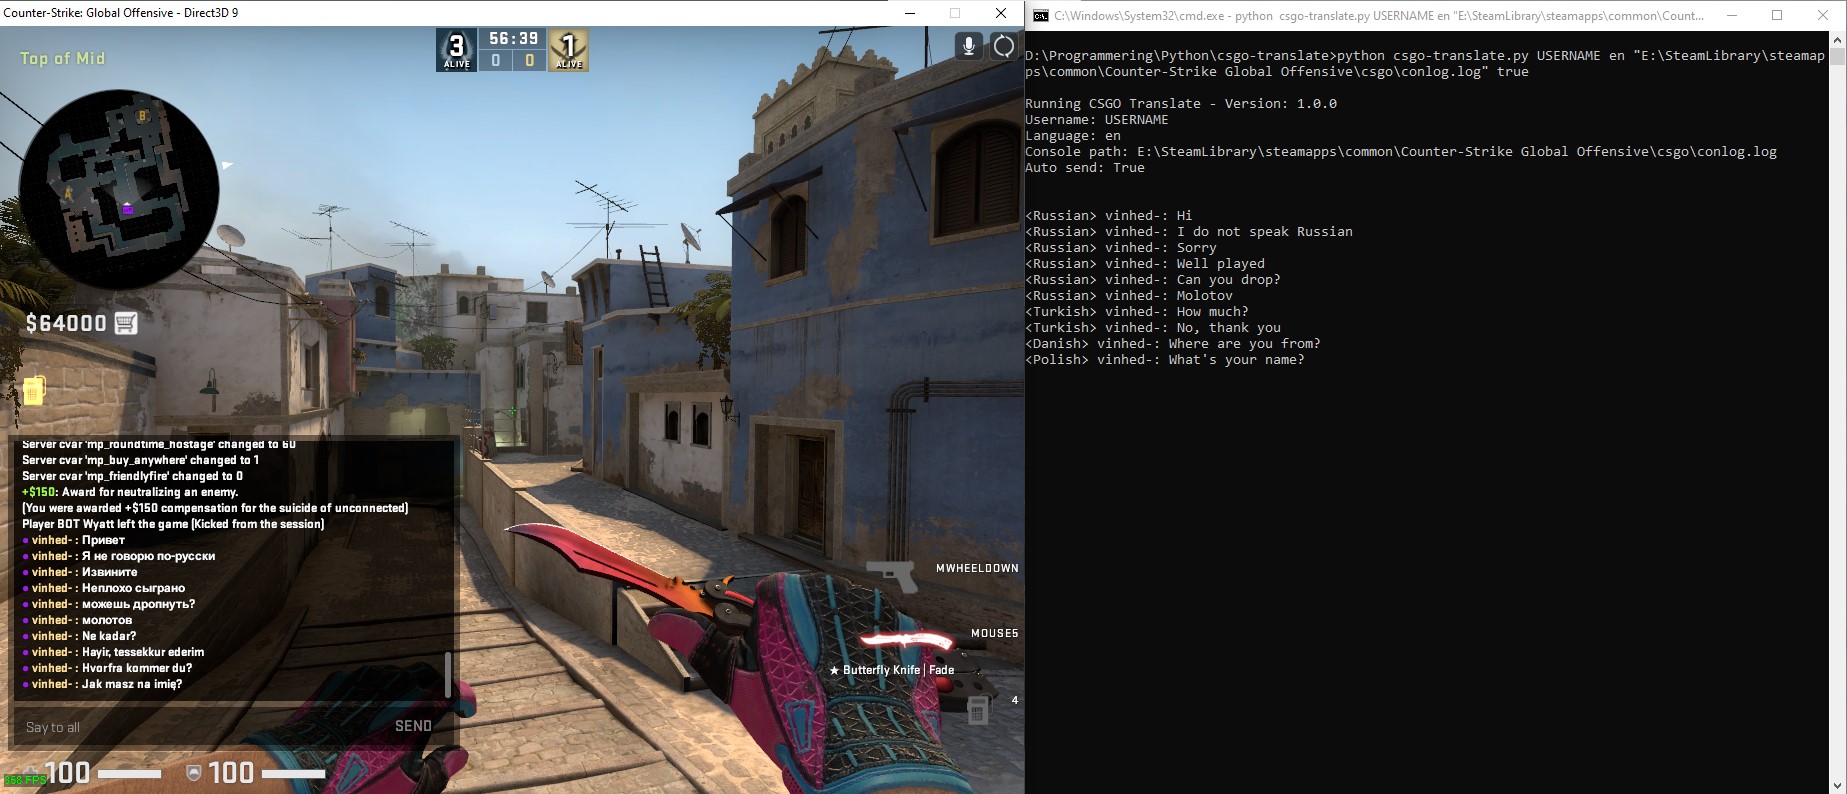 Counter-Strike: Global Offensive - Direct3D 9
Top of Mid
3
ALIVE
56:39
0 0
1
ALIVE
B
A
$64000
Server cvar 'mp_roundtime_hostage' changed to 60
Server cvar 'mp_buy_anywhere' changed to 1
Server cvar 'mp_friendlyfire' changed to 0
+$150: Award for neutralizing an enemy.
(You were awarded +$150 compensation for the suicide of unconnected)
Player BOT Wyatt left the game (Kicked from the session)
vinhed- : Привет
vinhed- : Я не говорю по-русски
vinhed- : Извините
vinhed- : Неплохо сыграно
vinhed- : можешь дропнуть?
vinhed- : молотов
vinhed- : Ne kadar?
vinhed- : Hayir, tessekkur ederim
vinhed- : Hvorfra kommer du?
vinhed- : Jak masz na imię?
Say to all
SEND
100
100
MWHEELDOWN
MOUSE5
★ Butterfly Knife | Fade
4
C:\Windows\System32\cmd.exe - python  csgo-translate.py USERNAME en "E:\SteamLibrary\steamapps\common\Count...
D:\Programmering\Python\csgo-translate>python csgo-translate.py USERNAME en "E:\SteamLibrary\steamap
ps\common\Counter-Strike Global Offensive\csgo\conlog.log" true
Running CSGO Translate - Version: 1.0.0
Username: USERNAME
Language: en
Console path: E:\SteamLibrary\steamapps\common\Counter-Strike Global Offensive\csgo\conlog.log
Auto send: True
<Russian> vinhed-: Hi
<Russian> vinhed-: I do not speak Russian
<Russian> vinhed-: Sorry
<Russian> vinhed-: Well played
<Russian> vinhed-: Can you drop?
<Russian> vinhed-: Molotov
<Turkish> vinhed-: How much?
<Turkish> vinhed-: No, thank you
<Danish> vinhed-: Where are you from?
<Polish> vinhed-: What's your name?